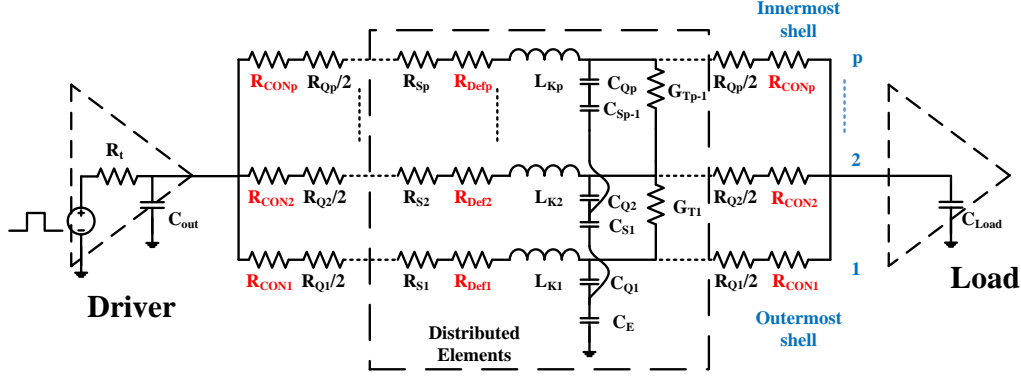 Innermost
shell
R_CONp R_Qp/2 R_Sp R_Defp L_Kp C_Qp C_Sp-1 G_Tp-1 R_Qp/2 R_CONp p
R_t
C_out
R_CON2 R_Q2/2 R_S2 R_Def2 L_K2 C_Q2 C_S1 G_T1 R_Q2/2 R_CON2 2
C_Load
R_CON1 R_Q1/2 R_S1 R_Def1 L_K1 C_Q1 C_E R_Q1/2 R_CON1 1
Driver
Load
Distributed
Elements
Outermost
shell